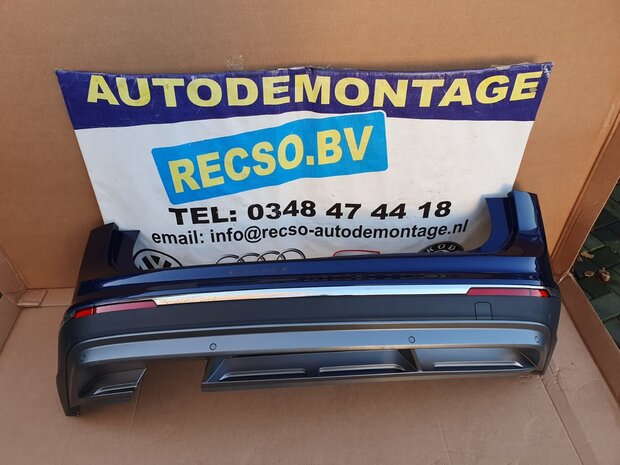 AUTODEMONTAGE
RECSO.BV
TEL: 0348 47 44 18
email: info@recso-autodemontage.nl